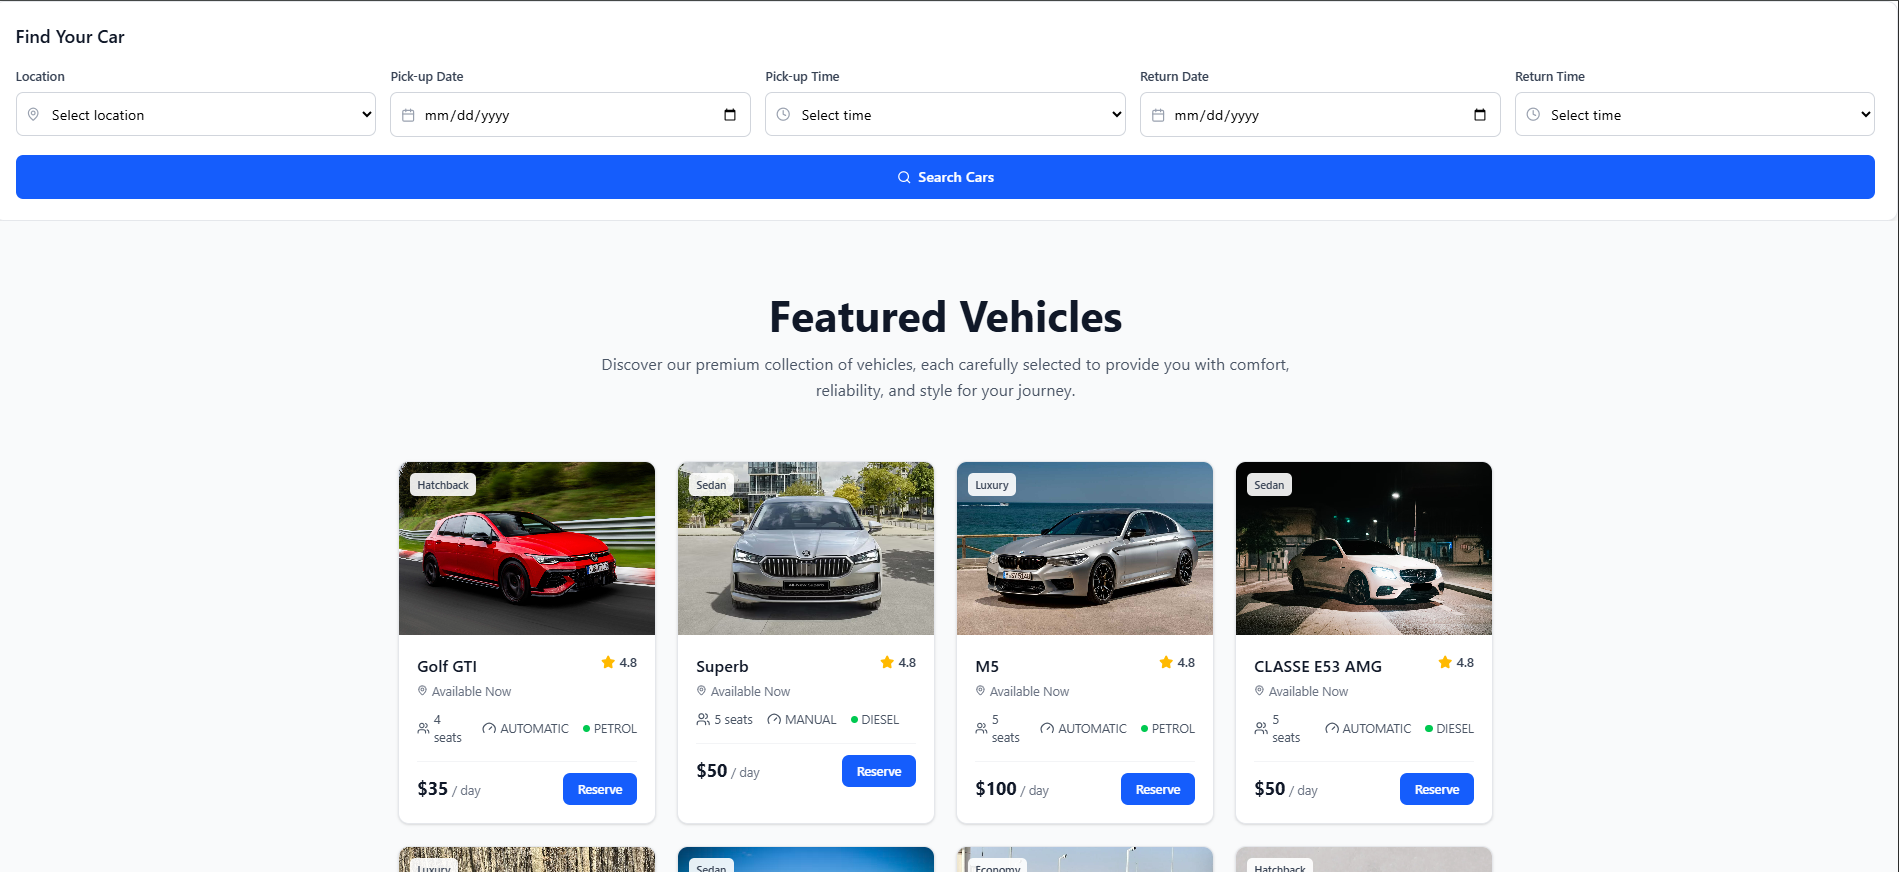 Find Your Car
Location
Pick-up Date
Pick-up Time
Return Date
Return Time
Select location
mm/dd/yyyy
Select time
mm/dd/yyyy
Select time
Search Cars
Featured Vehicles
Discover our premium collection of vehicles, each carefully selected to provide you with comfort,
reliability, and style for your journey.
Hatchback
Golf GTI
4.8
Available Now
4
seats
AUTOMATIC
PETROL
$35 / day
Reserve
Sedan
Superb
4.8
Available Now
5 seats
MANUAL
DIESEL
$50 / day
Reserve
Luxury
M5
4.8
Available Now
5
seats
AUTOMATIC
PETROL
$100 / day
Reserve
Sedan
CLASSE E53 AMG
4.8
Available Now
5
seats
AUTOMATIC
DIESEL
$50 / day
Reserve
Luxury
Sedan
Economy
Hatchback